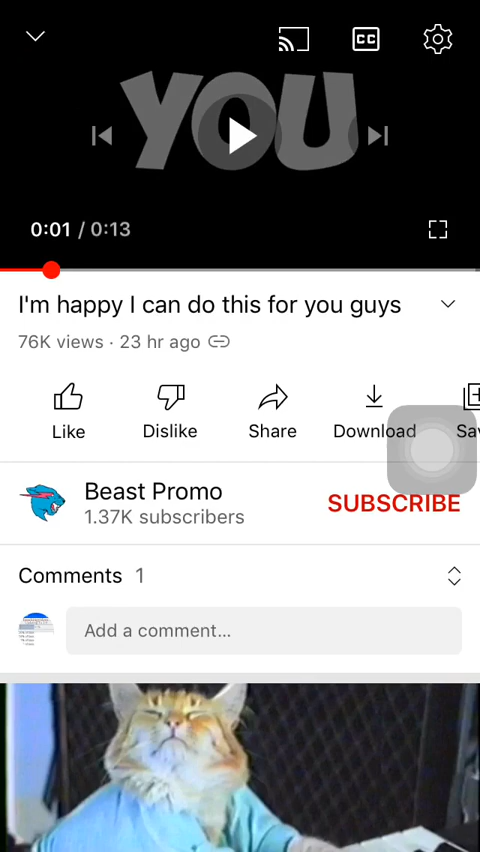 YOU
0:01 / 0:13
I'm happy I can do this for you guys
76K views · 23 hr ago
Like Dislike Share Download Sav
Beast Promo
1.37K subscribers
SUBSCRIBE
Comments 1
Add a comment...